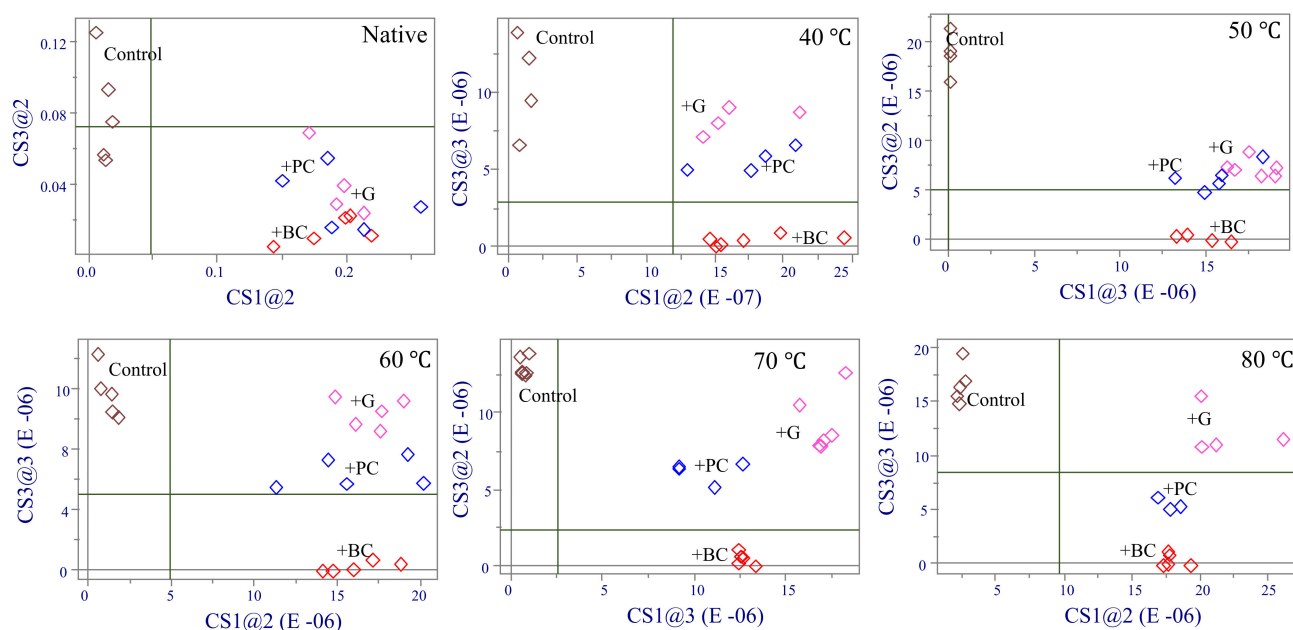 Native
Control
+PC
+G
+BC
0.12
0.08
0.04
0.0
0.1
0.2
CS3@2
CS1@2
40 ℃
Control
+G
+PC
+BC
10
5
0
0
5
10
15
20
25
CS3@3 (E -06)
CS1@2 (E -07)
50 ℃
Control
+G
+PC
+BC
20
15
10
5
0
0
5
10
15
CS3@2 (E -06)
CS1@3 (E -06)
60 ℃
Control
+G
+PC
+BC
10
8
4
0
0
5
10
15
20
CS3@3 (E -06)
CS1@2 (E -06)
70 ℃
Control
+G
+PC
+BC
10
5
0
0
5
10
15
CS3@2 (E -06)
CS1@3 (E -06)
80 ℃
Control
+G
+PC
+BC
20
15
10
5
0
5
10
15
20
25
CS3@3 (E -06)
CS1@2 (E -06)